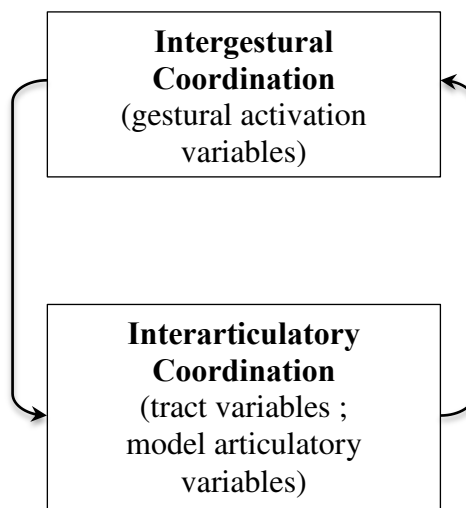 Intergestural
Coordination
(gestural activation
variables)
Interarticulatory
Coordination
(tract variables ;
model articulatory
variables)